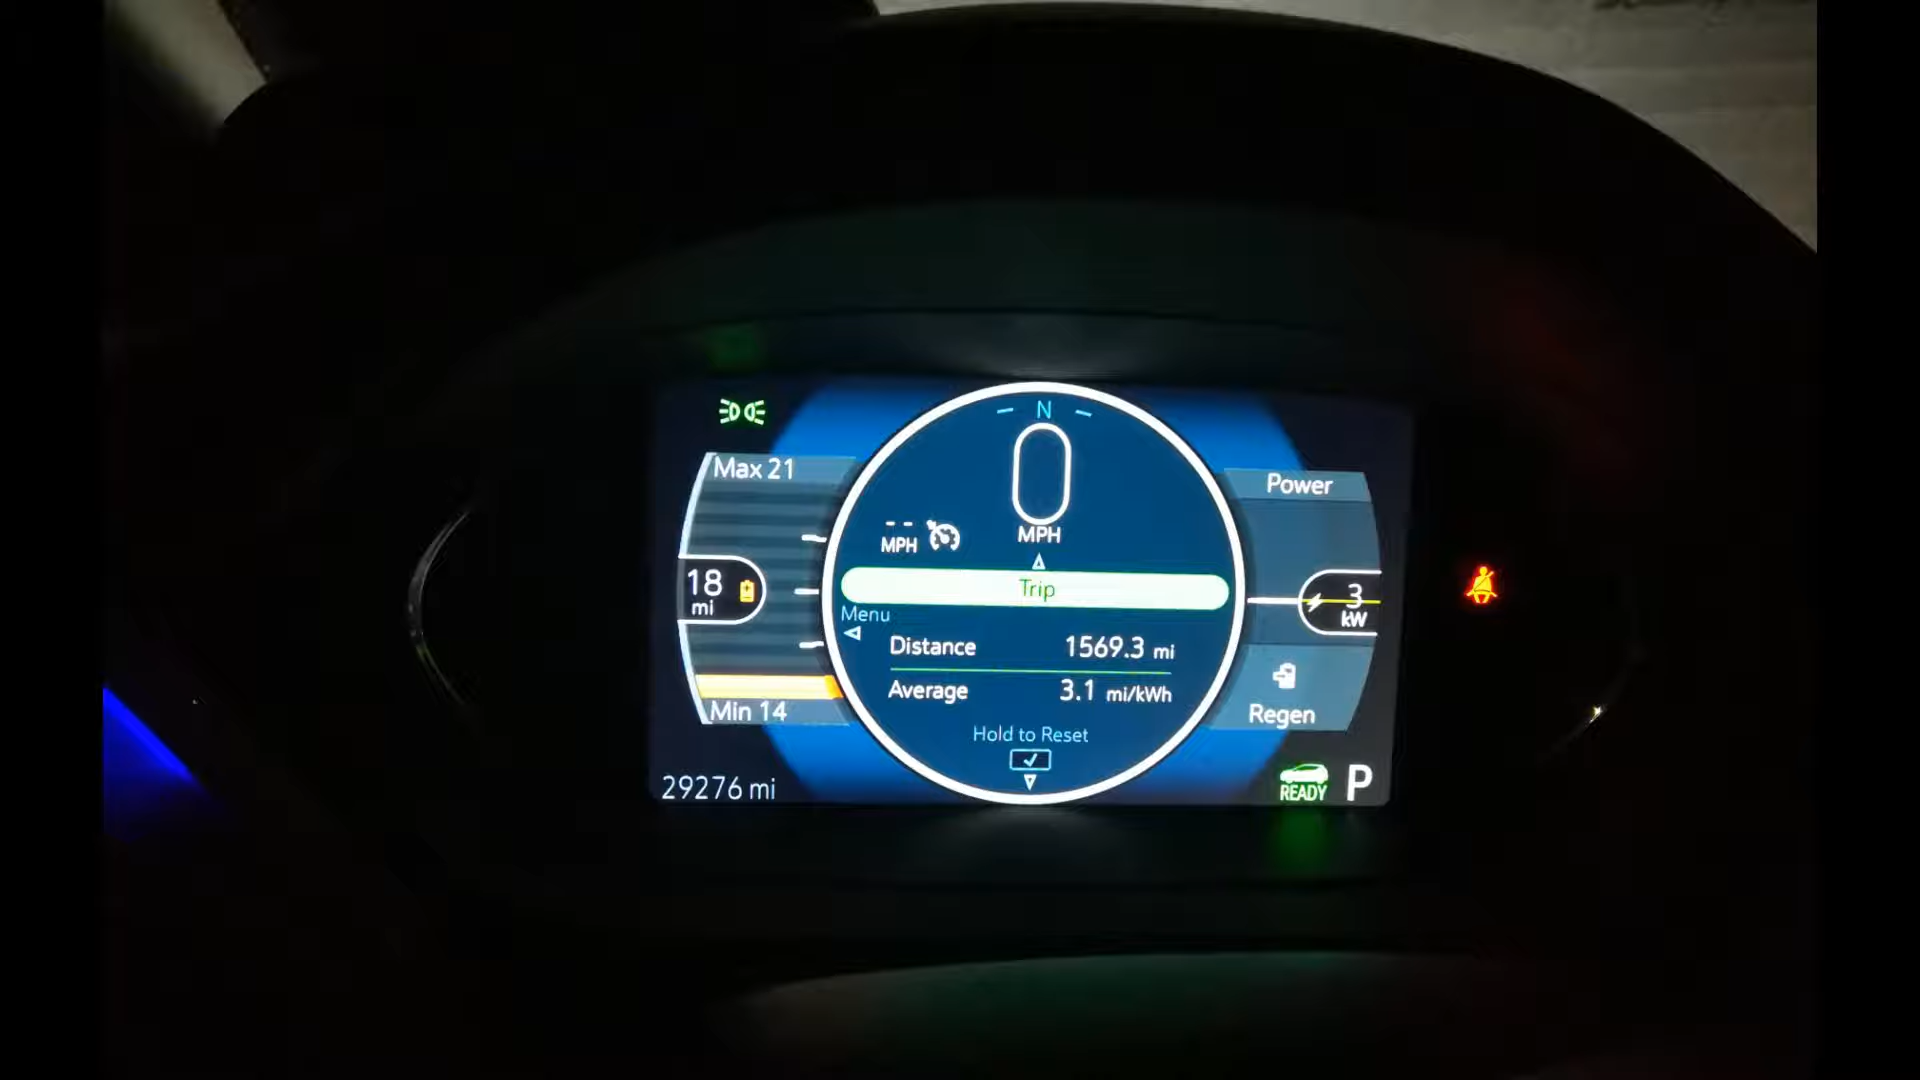 N
0
MPH
-- MPH
Max 21
18
mi
Min 14
Trip
Menu
Distance 1569.3 mi
Average 3.1 mi/kWh
Hold to Reset
Power
3
kW
Regen
29276 mi
READY P